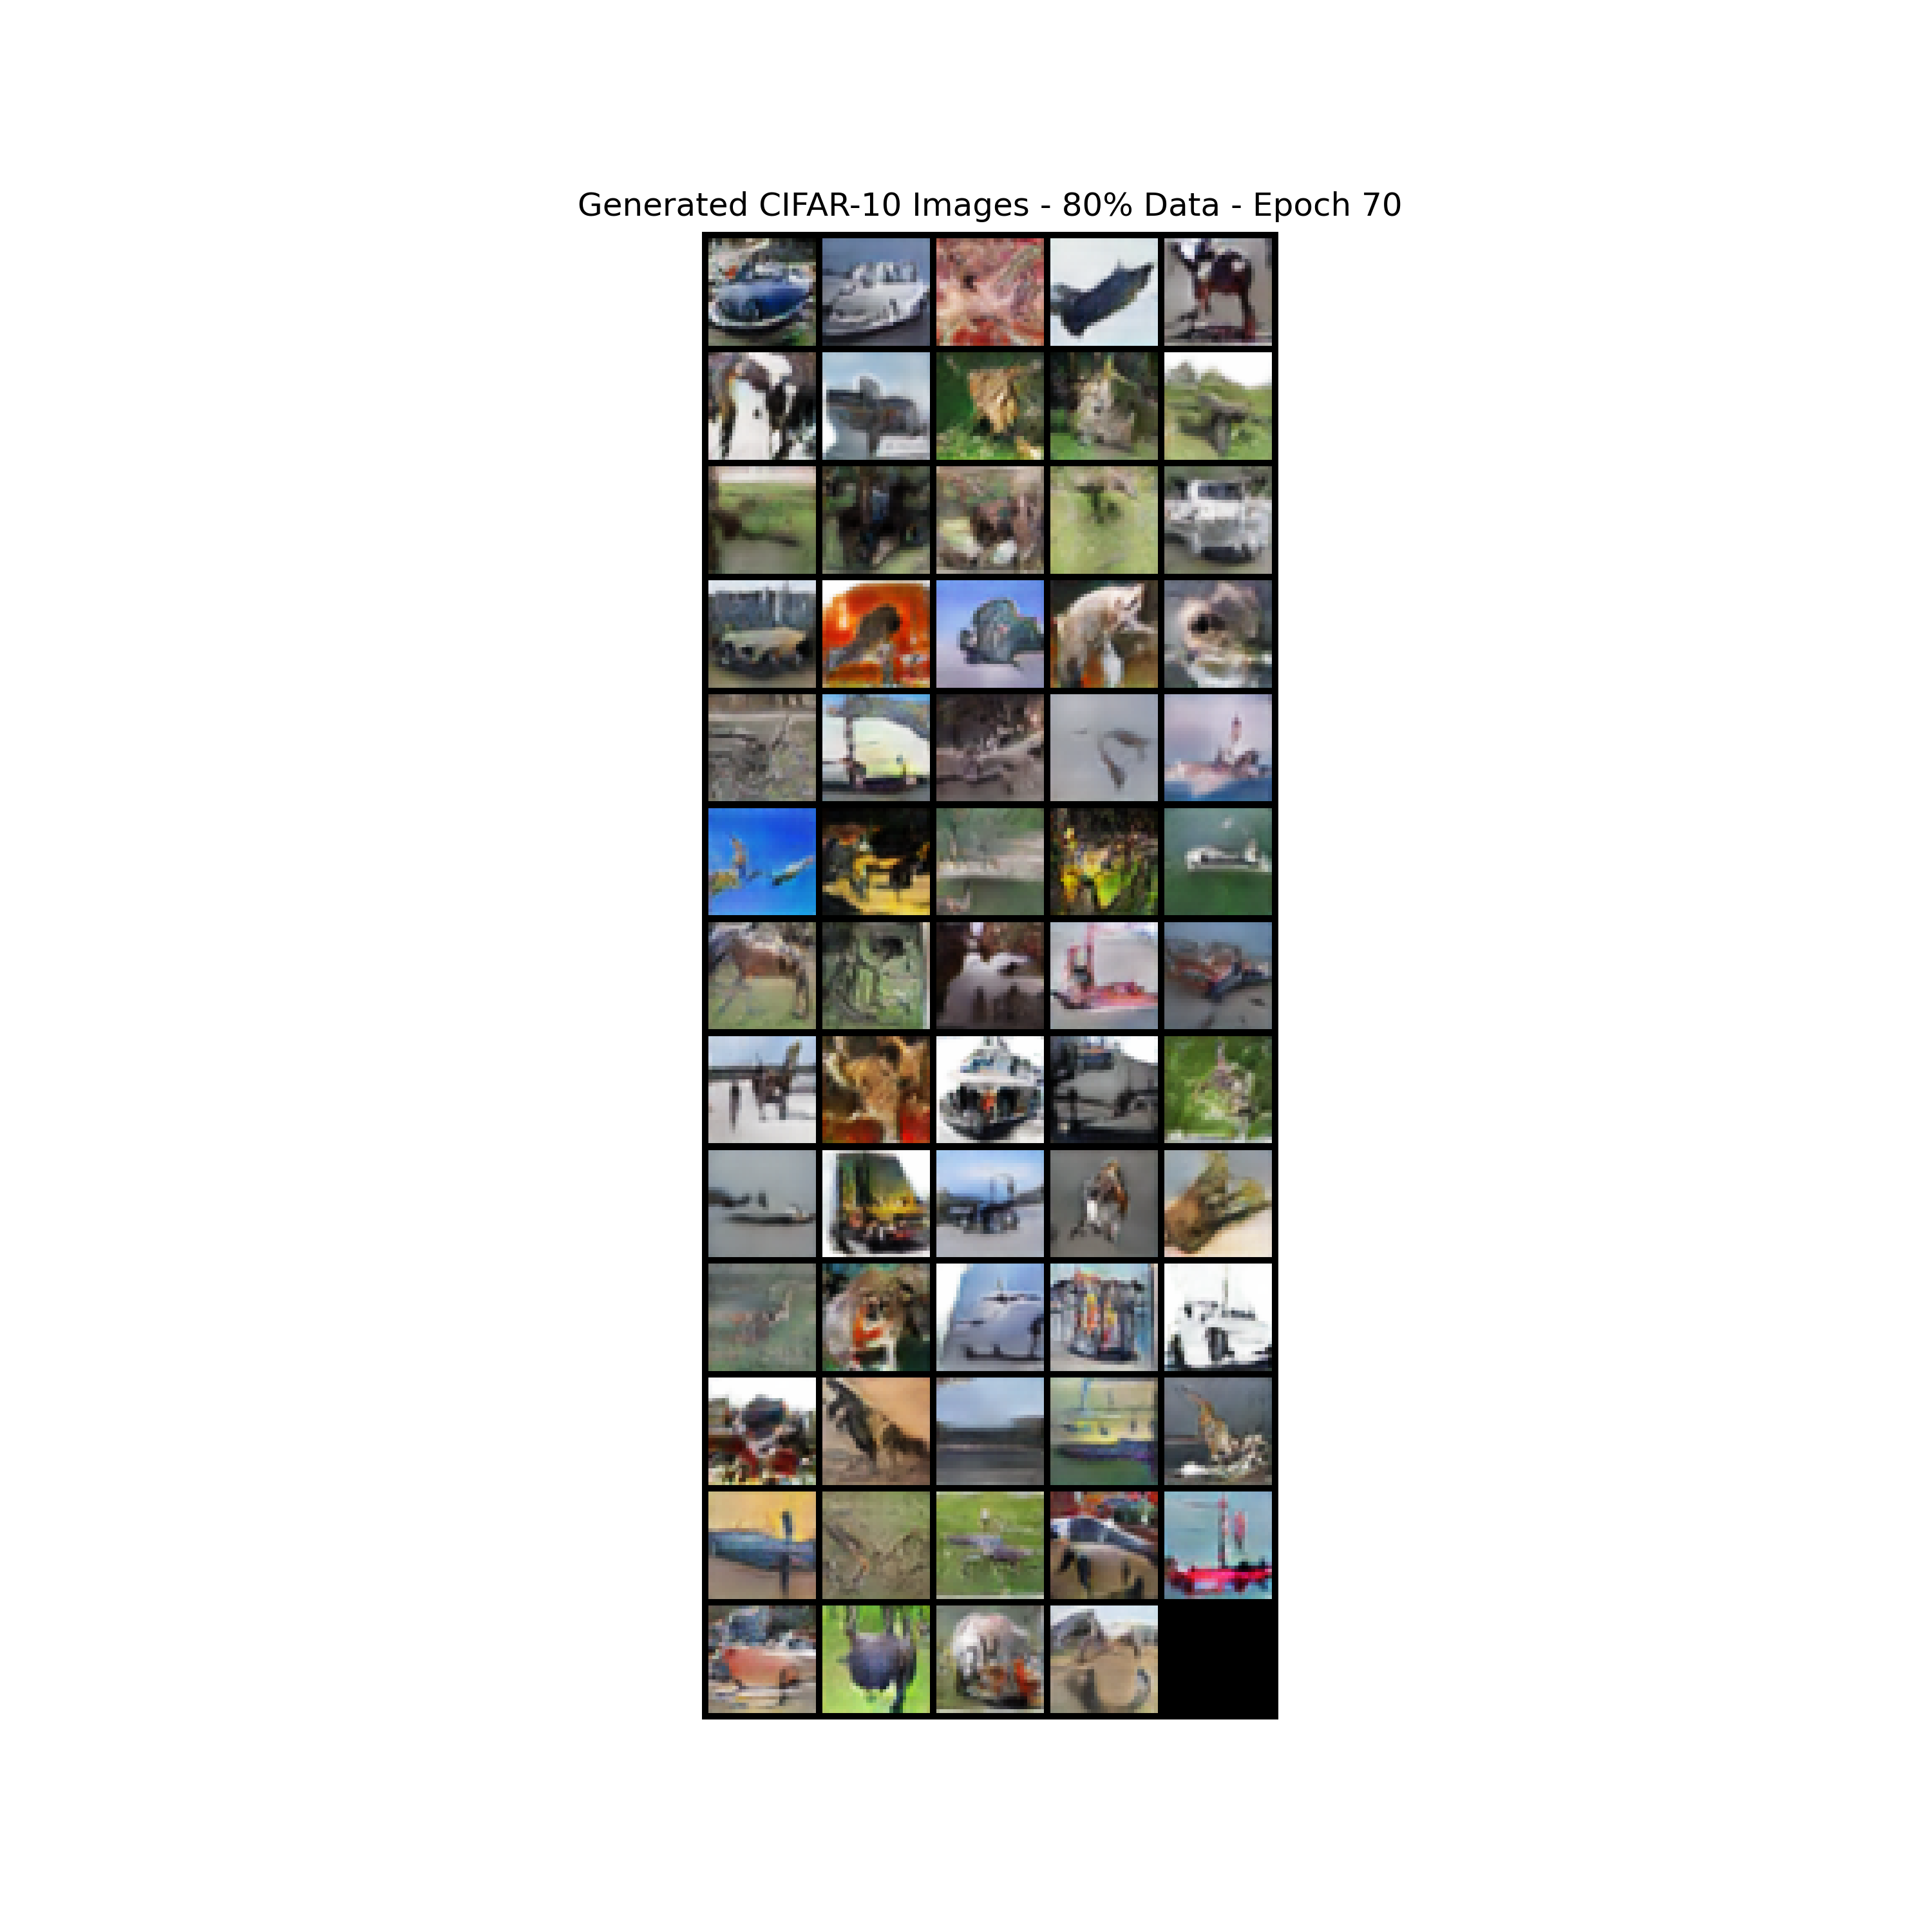 Generated CIFAR-10 Images - 80% Data - Epoch 70